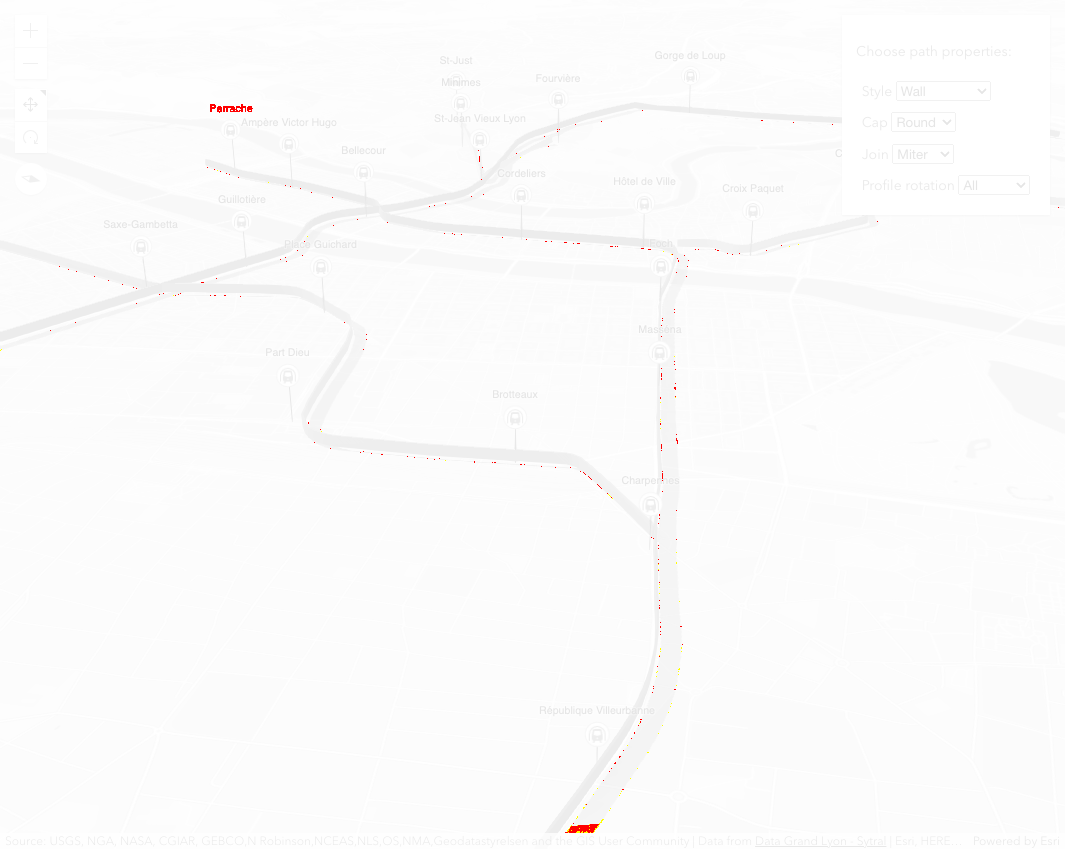 Choose path properties:
Style Wall
Cap Round
Join Miter
Profile rotation All
Gorge de Loup
St-Just
Minimes
Fourvière
Perrache
Ampère Victor Hugo
St-Jean Vieux Lyon
Bellecour
Cordeliers
Hôtel de Ville
Croix Paquet
Guillotière
Saxe-Gambetta
Place Guichard
Masséna
Part Dieu
Brotteaux
Charpennes
République Villeurbanne
Source: USGS, NGA, NASA, CGIAR, GEBCO,N Robinson,NCEAS,NLS,OS,NMA,Geodatastyrelsen and the GIS User Community | Data from Data Grand Lyon - Sytral | Esri, HERE... Powered by Esri